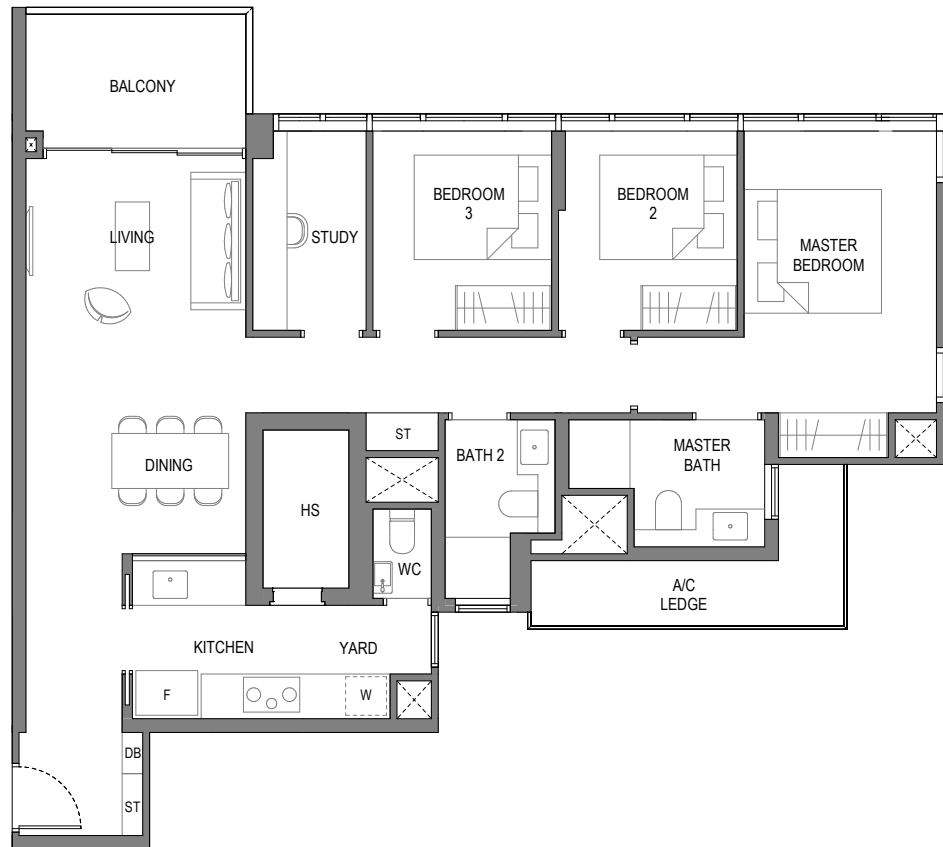 BALCONY
LIVING
STUDY
BEDROOM
3
BEDROOM
2
MASTER
BEDROOM
DINING
HS
ST
BATH 2
MASTER
BATH
WC
A/C
LEDGE
KITCHEN
YARD
F
W
DB
ST